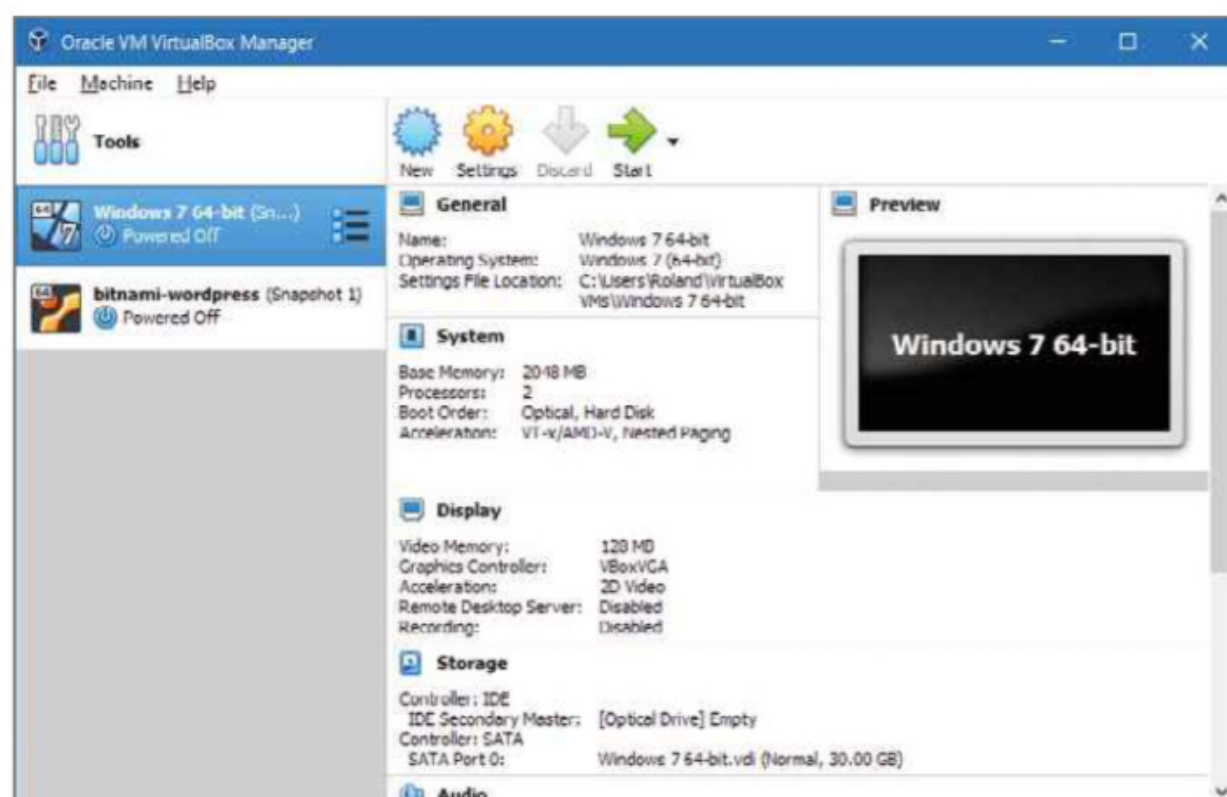 Oracle VM VirtualBox Manager
File Machine Help
Tools
New Settings Discard Start
Windows 7 64-bit (Sn...)
Powered Off
bitnami-wordpress (Snapshot 1)
Powered Off
General
Name: Windows 7 64-bit
Operating System: Windows 7 (64-bit)
Settings File Location: C:\Users\Roland\VirtualBox
VMs\Windows 7 64-bit
System
Base Memory: 2048 MB
Processors: 2
Boot Order: Optical, Hard Disk
Acceleration: VT-x/AMD-V, Nested Paging
Preview
Windows 7 64-bit
Display
Video Memory: 128 MB
Graphics Controller: VBoxVGA
Acceleration: 2D Video
Remote Desktop Server: Disabled
Recording: Disabled
Storage
Controller: IDE
IDE Secondary Master: [Optical Drive] Empty
Controller: SATA
SATA Port 0: Windows 7 64-bit.vdi (Normal, 30.00 GB)
Audio